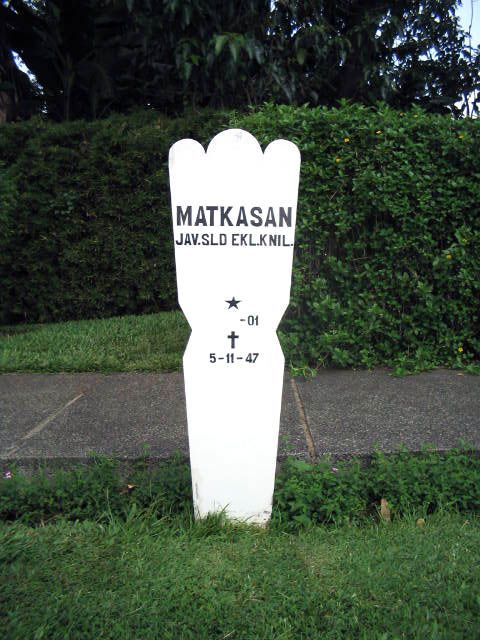 MATKASAN
JAV.SLD EKL.KNIL.
★
-01
✝
5-11-47